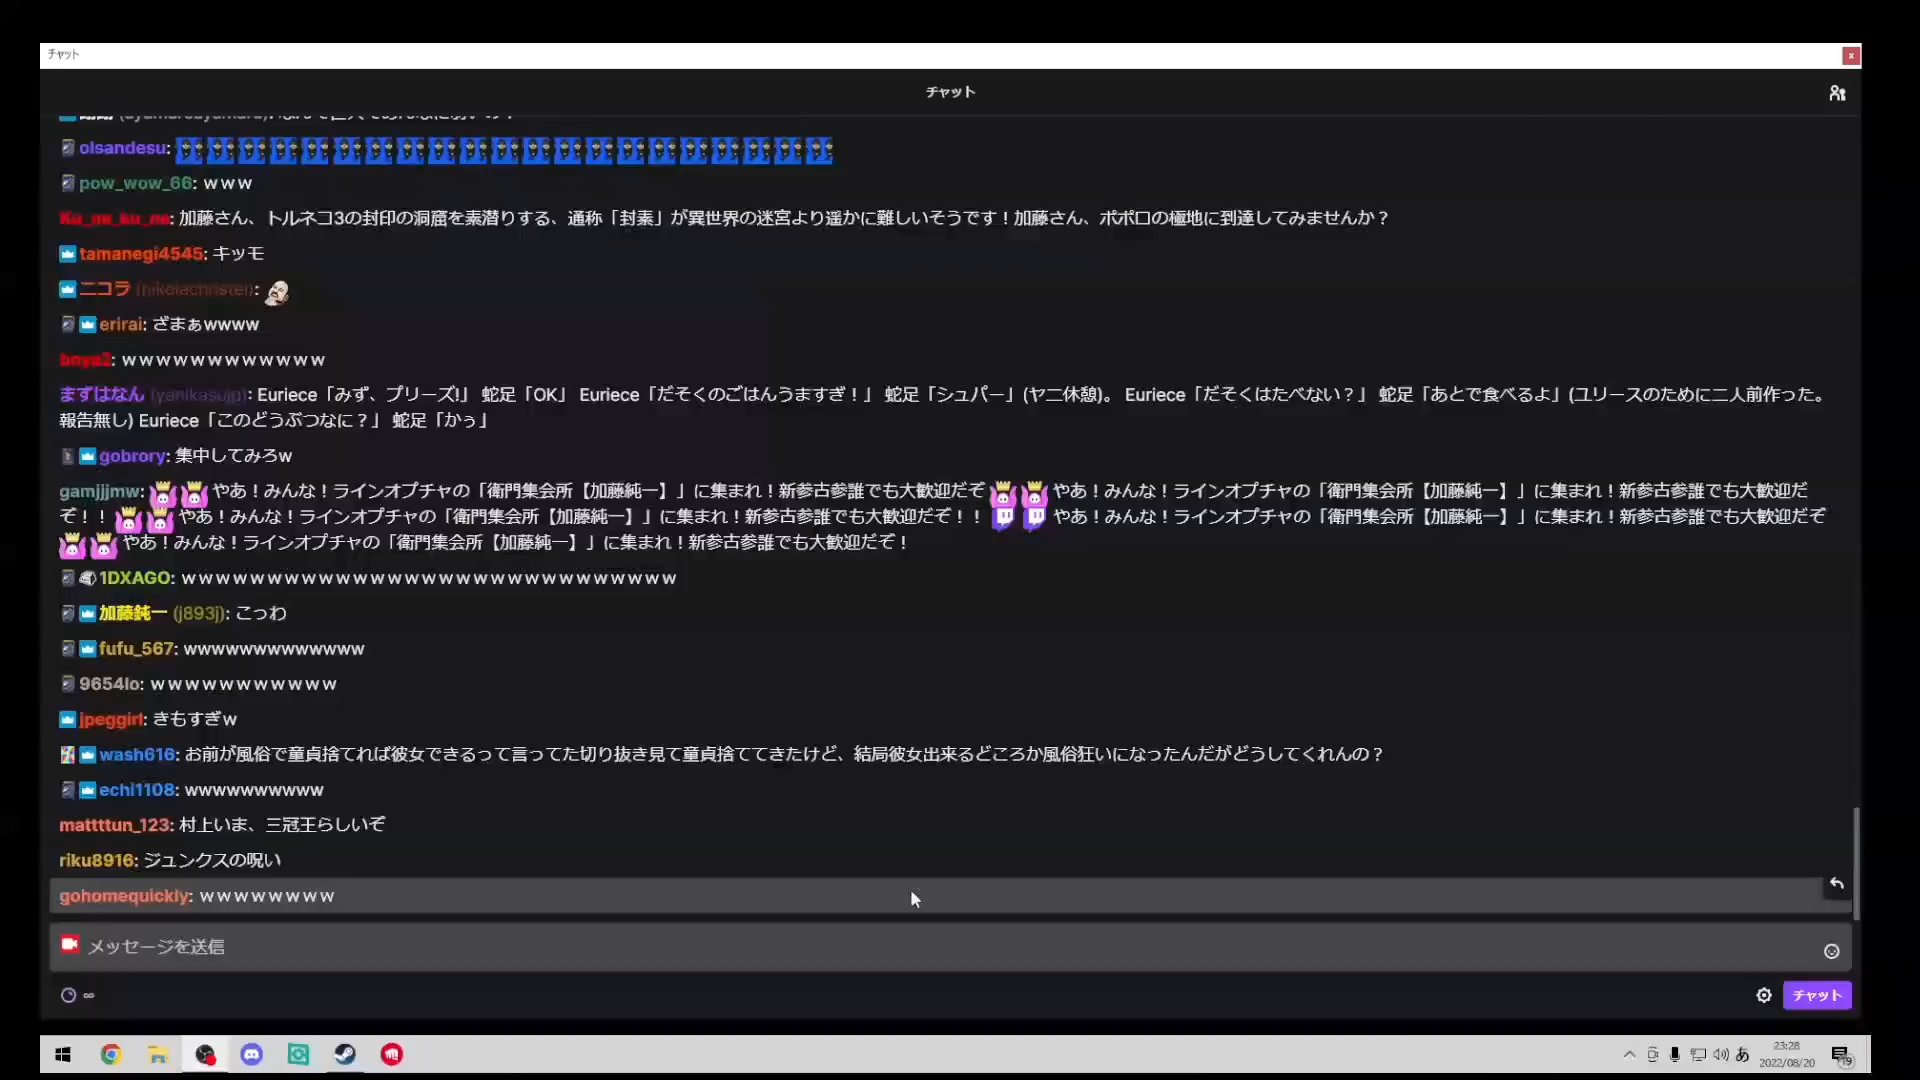 チャット
チャット
olsandesu:
pow_wow_66: ｗｗｗ
Ku_ne_ku_ne: 加藤さん、トルネコ3の封印の洞窟を素潜りする、通称「封素」が異世界の迷宮より遥かに難しいそうです！加藤さん、ポポロの極地に到達してみませんか？
tamanegi4545: キッモ
ニコラ:
erirai: ざまぁwwww
bnya2: ｗｗｗｗｗｗｗｗｗｗｗｗ
まずはなん (yanikasujp): Euriece「みず、プリーズ!」 蛇足「OK」 Euriece「だそくのごはんうますぎ！」 蛇足「シュパー」(ヤニ休憩)。 Euriece「だそくはたべない？」 蛇足「あとで食べるよ」(ユリースのために二人前作った。
報告無し) Euriece「このどうぶつなに？」 蛇足「かぅ」
gobrory: 集中してみろw
gamjjjmw: やあ！みんな！ラインオプチャの「衛門集会所【加藤純一】」に集まれ！新参古参誰でも大歓迎だぞ やあ！みんな！ラインオプチャの「衛門集会所【加藤純一】」に集まれ！新参古参誰でも大歓迎だ
ぞ！！ やあ！みんな！ラインオプチャの「衛門集会所【加藤純一】」に集まれ！新参古参誰でも大歓迎だぞ！！ やあ！みんな！ラインオプチャの「衛門集会所【加藤純一】」に集まれ！新参古参誰でも大歓迎だぞ
やあ！みんな！ラインオプチャの「衛門集会所【加藤純一】」に集まれ！新参古参誰でも大歓迎だぞ！
1DXAGO: ｗｗｗｗｗｗｗｗｗｗｗｗｗｗｗｗｗｗｗｗｗｗｗｗｗｗｗｗｗ
加藤鈍一 (j893j): こっわ
fufu_567: wwwwwwwwwwwww
9654lo: ｗｗｗｗｗｗｗｗｗｗｗ
jpeggirl: きもすぎw
wash616: お前が風俗で童貞捨てれば彼女できるって言ってた切り抜き見て童貞捨ててきたけど、結局彼女出来るどころか風俗狂いになったんだがどうしてくれんの？
echi1108: wwwwwwwwww
mattttun_123: 村上いま、三冠王らしいぞ
riku8916: ジュンクスの呪い
gohomequickly: ｗｗｗｗｗｗｗｗ
メッセージを送信
∞
チャット
あ
23:28
2022/08/20
19